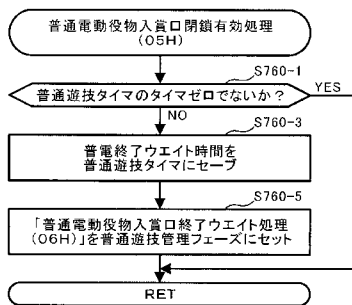 普通電動役物入賞口閉鎖有効処理
(05H)
S760-1
普通遊技タイマのタイマゼロでないか?
YES
NO
S760-3
普電終了ウエイト時間を
普通遊技タイマにセーブ
S760-5
「普通電動役物入賞口終了ウエイト処理
(06H)」を普通遊技管理フェーズにセット
RET